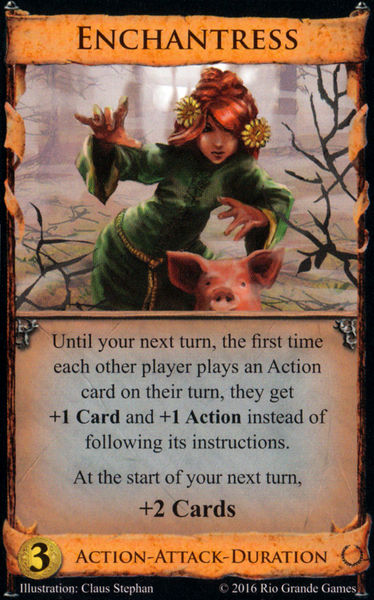 ENCHANTRESS
Until your next turn, the first time
each other player plays an Action
card on their turn, they get
+1 Card and +1 Action instead of
following its instructions.
At the start of your next turn,
+2 Cards
3 ACTION-ATTACK-DURATION
Illustration: Claus Stephan © 2016 Rio Grande Games